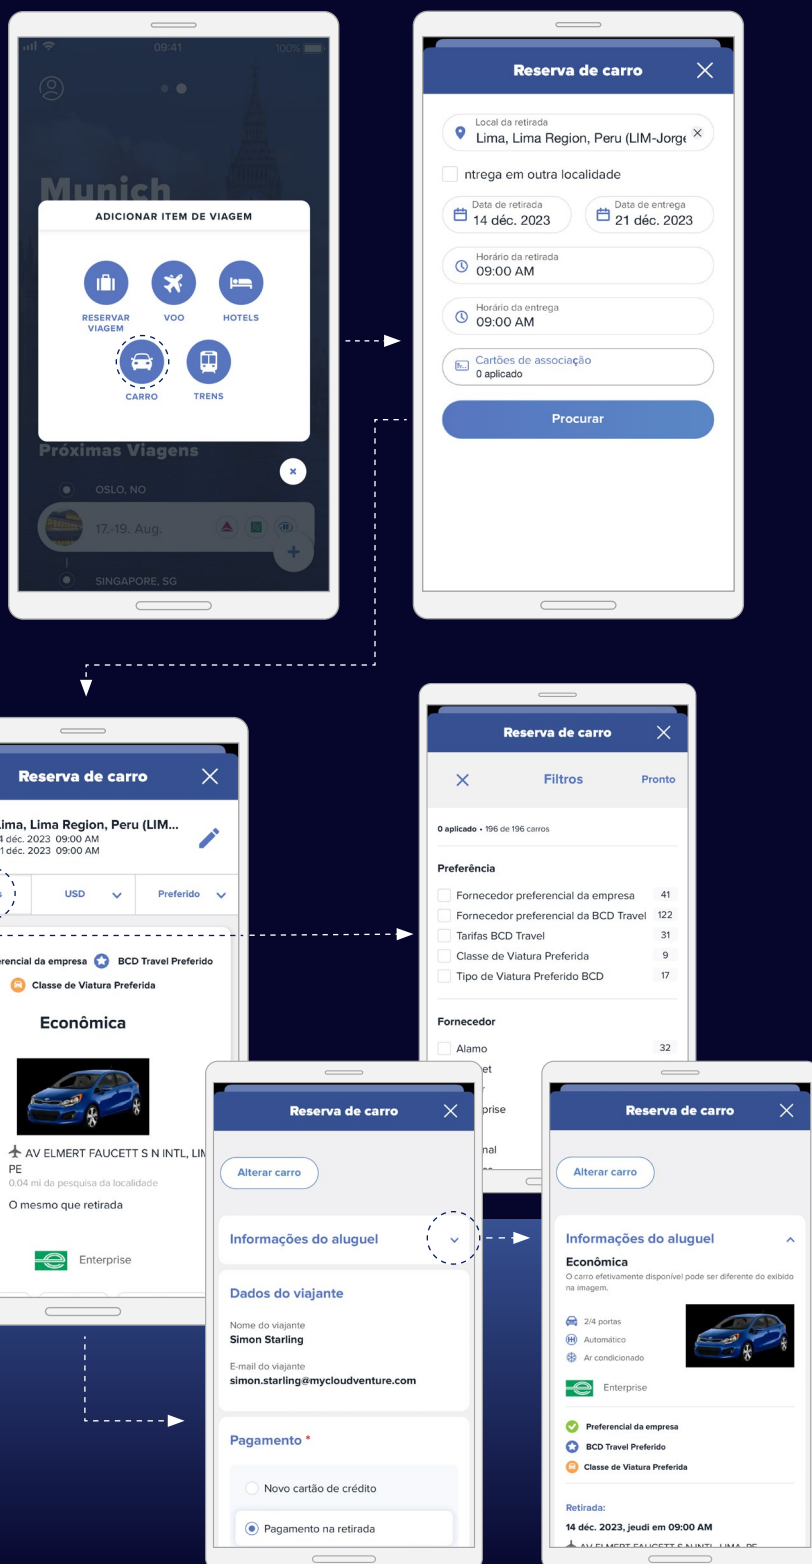 09:41
100%
Munich
ADICIONAR ITEM DE VIAGEM
RESERVAR
VIAGEM
VOO
HOTELS
CARRO
TRENS
Próximas Viagens
OSLO, NO
17.-19. Aug.
SINGAPORE, SG
Reserva de carro
Local da retirada
Lima, Lima Region, Peru (LIM-Jorge
ntrega em outra localidade
Data de retirada
14 déc. 2023
Data de entrega
21 déc. 2023
Horário da retirada
09:00 AM
Horário da entrega
09:00 AM
Cartões de associação
0 aplicado
Procurar
Reserva de carro
ima, Lima Region, Peru (LIM...
4 déc. 2023 09:00 AM
1 déc. 2023 09:00 AM
s
USD
Preferido
erencial da empresa
BCD Travel Preferido
Classe de Viatura Preferida
Econômica
AV ELMERT FAUCETT S N INTL, LIM
PE
0.04 mi da pesquisa da localidade
O mesmo que retirada
Enterprise
Reserva de carro
Filtros
Pronto
0 aplicado • 196 de 196 carros
Preferência
Fornecedor preferencial da empresa 41
Fornecedor preferencial da BCD Travel 122
Tarifas BCD Travel 31
Classe de Viatura Preferida 9
Tipo de Viatura Preferido BCD 17
Fornecedor
Alamo 32
et
prise
nal
Reserva de carro
Alterar carro
Informações do aluguel
Dados do viajante
Nome do viajante
Simon Starling
E-mail do viajante
simon.starling@mycloudventure.com
Pagamento *
Novo cartão de crédito
Pagamento na retirada
Reserva de carro
Alterar carro
Informações do aluguel
Econômica
O carro efetivamente disponível pode ser diferente do exibido
na imagem.
2/4 portas
Automático
Ar condicionado
Enterprise
Preferencial da empresa
BCD Travel Preferido
Classe de Viatura Preferida
Retirada:
14 déc. 2023, jeudi em 09:00 AM
AV ELMERT FAUCETT S N INTL, LIMA, PE